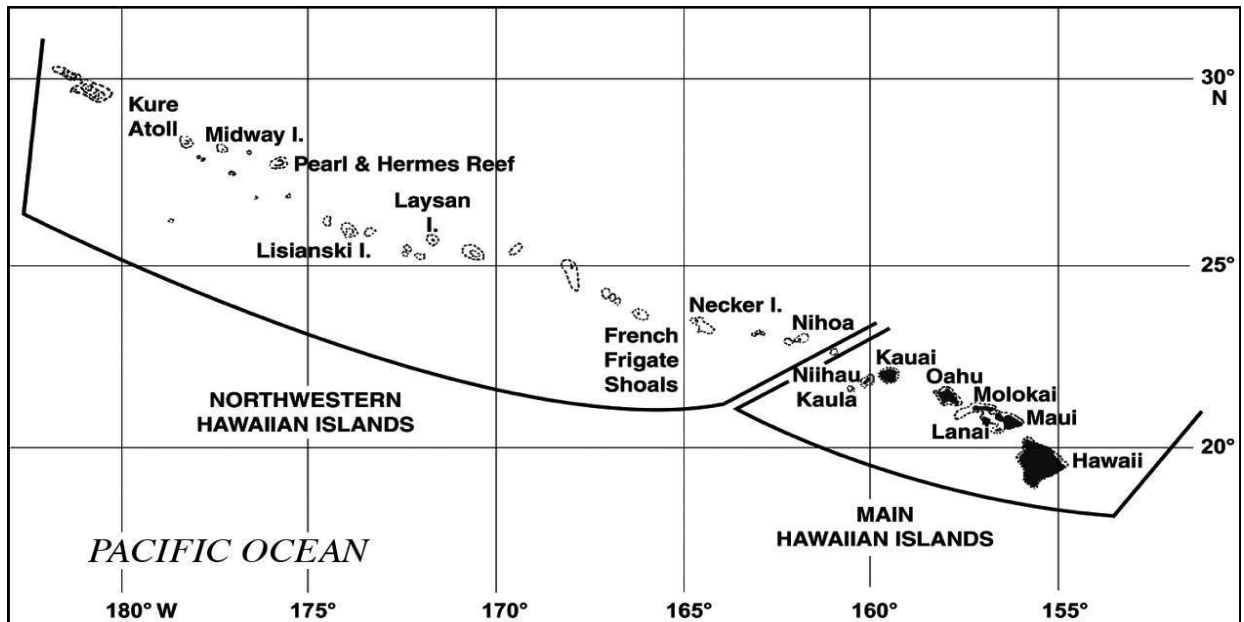 30°
N
Kure
Atoll
Midway I.
Pearl & Hermes Reef
Laysan
I.
Lisianski I.
25°
Necker I.
Nihoa
French
Frigate
Shoals
Kauai
Niihau
Kaula
Oahu
Molokai
Maui
Lanai
NORTHWESTERN
HAWAIIAN ISLANDS
20°
Hawaii
MAIN
HAWAIIAN ISLANDS
PACIFIC OCEAN
180° W
175°
170°
165°
160°
155°